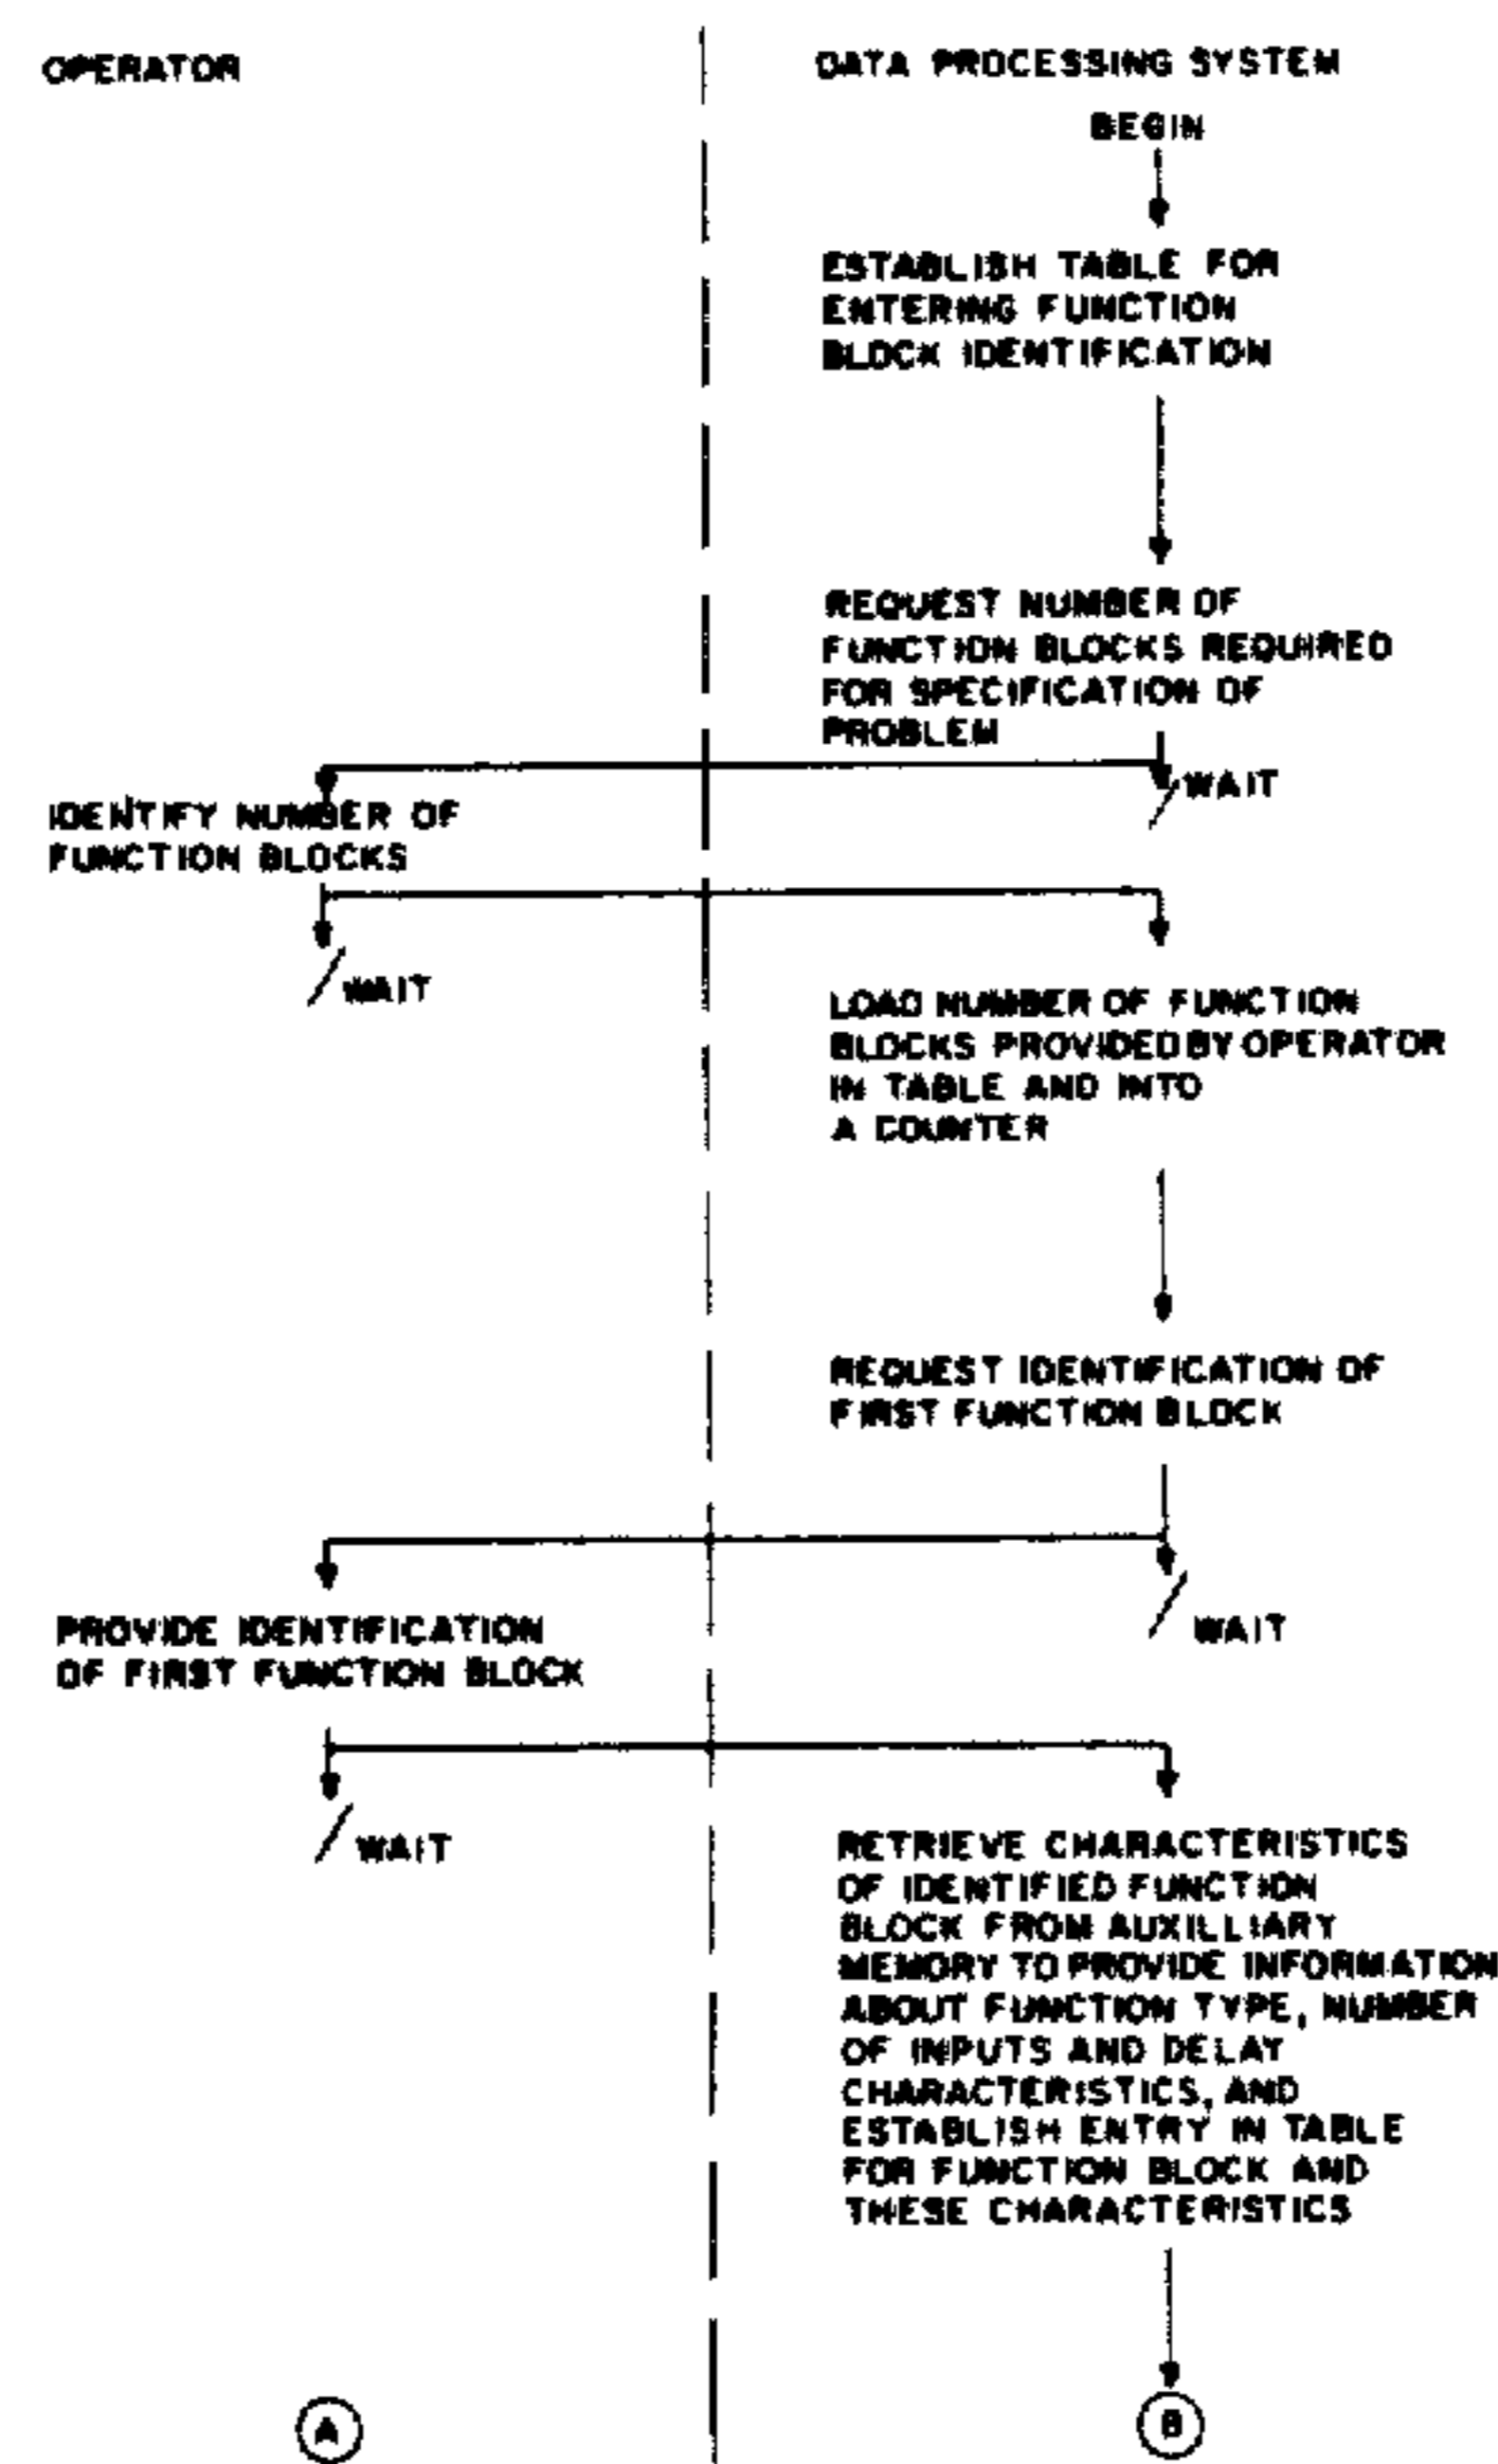 OPERATOR
DATA PROCESSING SYSTEM
BEGIN
ESTABLISH TABLE FOR
ENTERING FUNCTION
BLOCK IDENTIFICATION
REQUEST NUMBER OF
FUNCTION BLOCKS REQUIRED
FOR SPECIFICATION OF
PROBLEM
WAIT
IDENTIFY NUMBER OF
FUNCTION BLOCKS
WAIT
LOAD NUMBER OF FUNCTION
BLOCKS PROVIDED BY OPERATOR
IN TABLE AND INTO
A COUNTER
REQUEST IDENTIFICATION OF
FIRST FUNCTION BLOCK
WAIT
PROVIDE IDENTIFICATION
OF FIRST FUNCTION BLOCK
WAIT
RETRIEVE CHARACTERISTICS
OF IDENTIFIED FUNCTION
BLOCK FROM AUXILLIARY
MEMORY TO PROVIDE INFORMATION
ABOUT FUNCTION TYPE, NUMBER
OF INPUTS AND DELAY
CHARACTERISTICS, AND
ESTABLISH ENTRY IN TABLE
FOR FUNCTION BLOCK AND
THESE CHARACTERISTICS
A
B